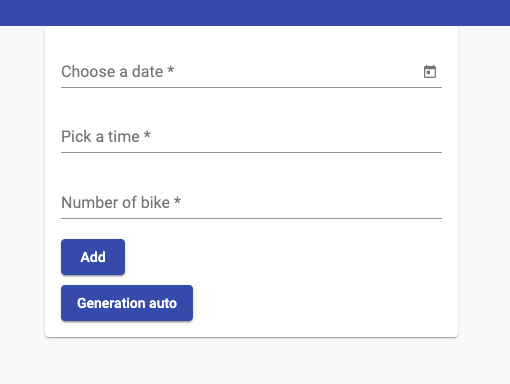 Choose a date *
Pick a time *
Number of bike *
Add
Generation auto